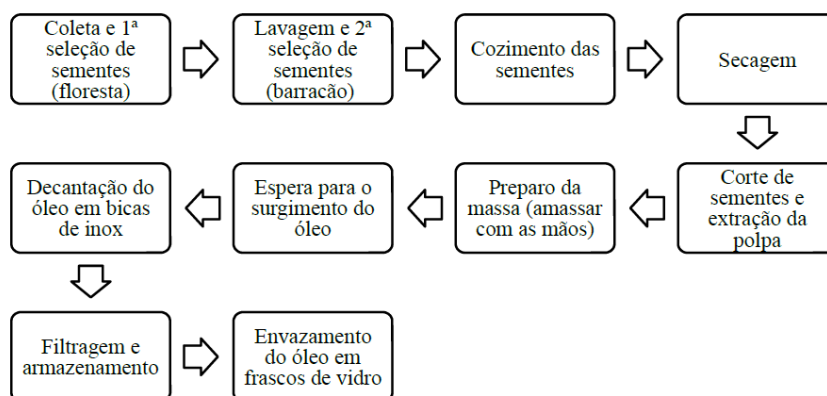 Coleta e 1ª
seleção de
sementes
(floresta)
Lavagem e 2ª
seleção de
sementes
(barracão)
Cozimento das
sementes
Secagem
Corte de
sementes e
extração da
polpa
Preparo da
massa (amassar
com as mãos)
Espera para o
surgimento do
óleo
Decantação do
óleo em bicas
de inox
Filtragem e
armazenamento
Envazamento
do óleo em
frascos de vidro